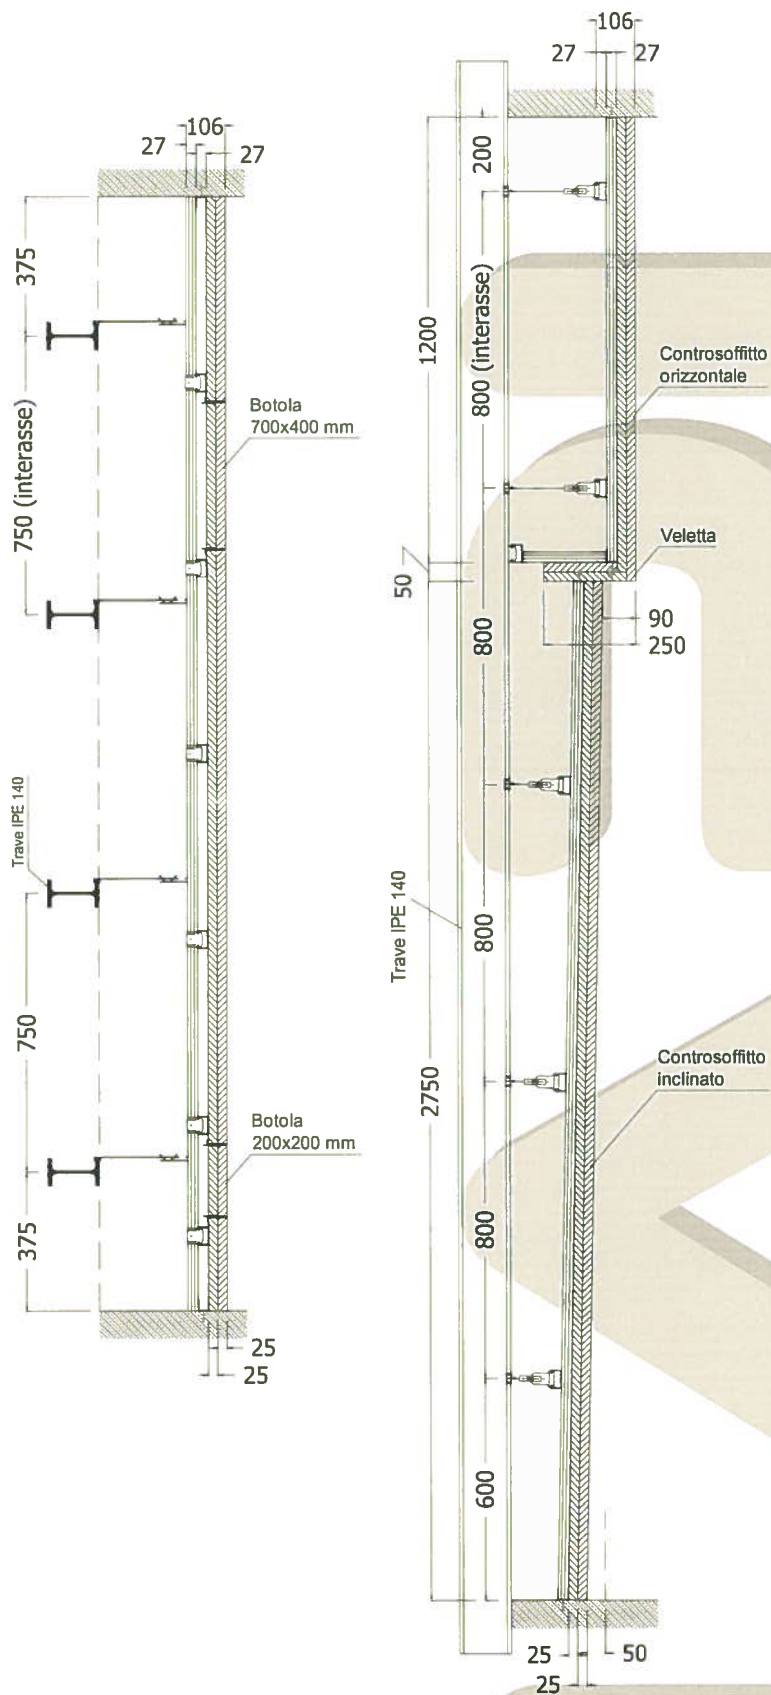 106
27
27
375
750 (interasse)
Botola
700x400 mm
Trave IPE 140
750
Botola
200x200 mm
375
25
25
106
27
27
200
1200
800 (interasse)
Controsoffitto
orizzontale
Veletta
50
90
250
800
Trave IPE 140
800
2750
Controsoffitto
inclinato
800
600
25
50
25